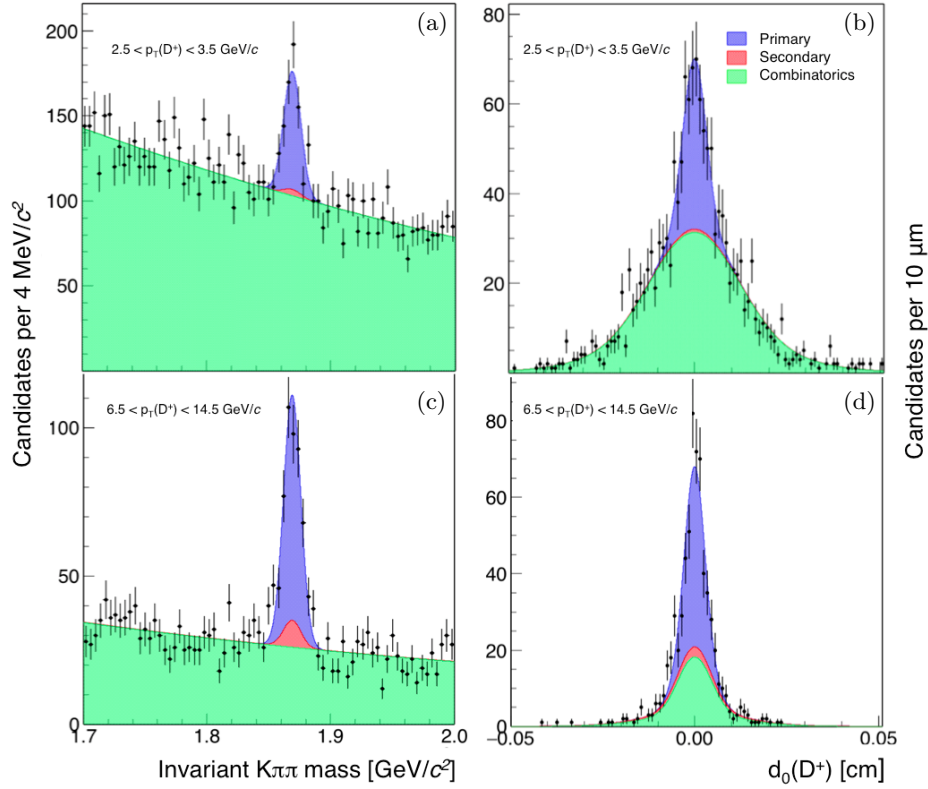 (a)
2.5 < pT(D+) < 3.5 GeV/c
200
150
100
50
(b)
2.5 < pT(D+) < 3.5 GeV/c
Primary
Secondary
Combinatorics
80
60
40
20
(c)
6.5 < pT(D+) < 14.5 GeV/c
100
50
0
1.7
1.8
1.9
2.0
(d)
6.5 < pT(D+) < 14.5 GeV/c
80
60
40
20
0
−0.05
0.00
0.05
Candidates per 4 MeV/c²
Candidates per 10 µm
Invariant Kππ mass [GeV/c²]
d₀(D⁺) [cm]